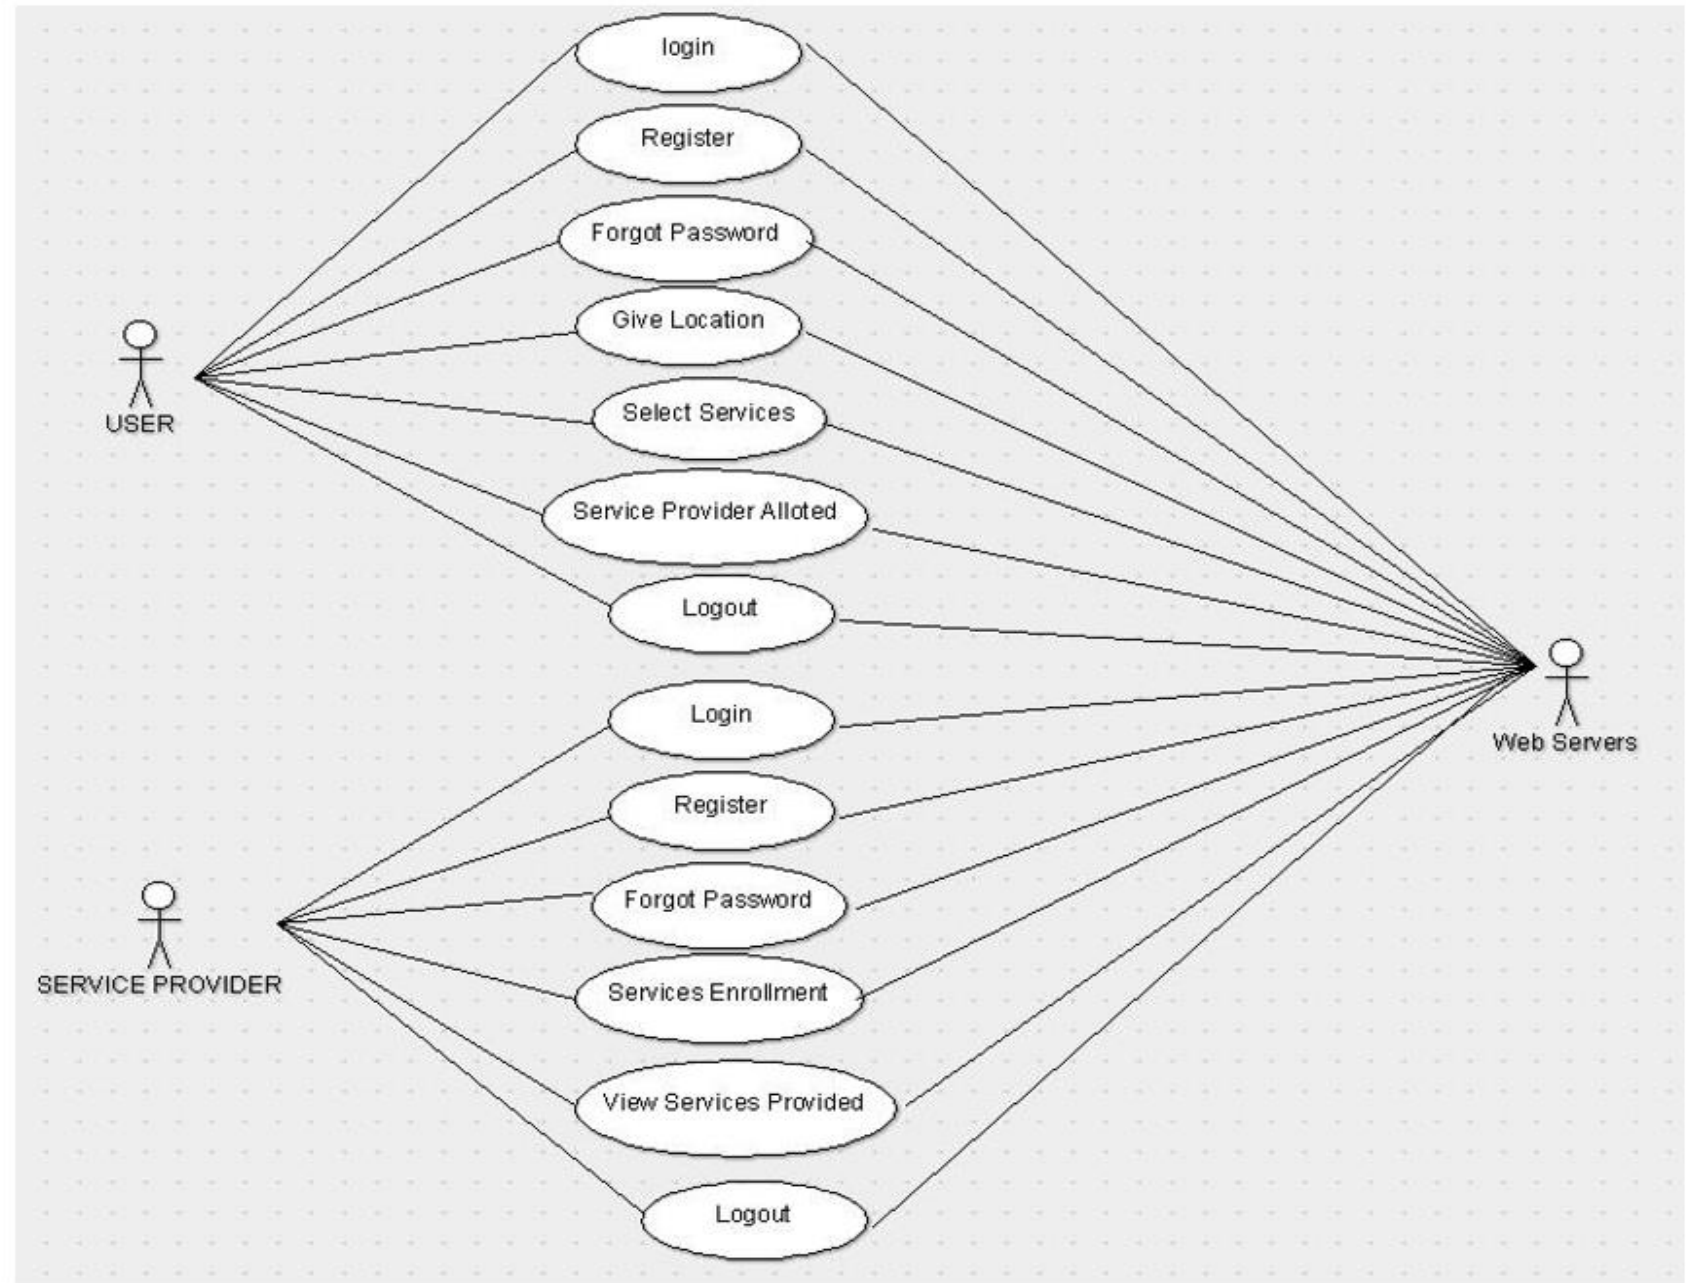 login
Register
Forgot Password
Give Location
USER
Select Services
Service Provider Alloted
Logout
Login
Web Servers
Register
Forgot Password
SERVICE PROVIDER
Services Enrollment
View Services Provided
Logout